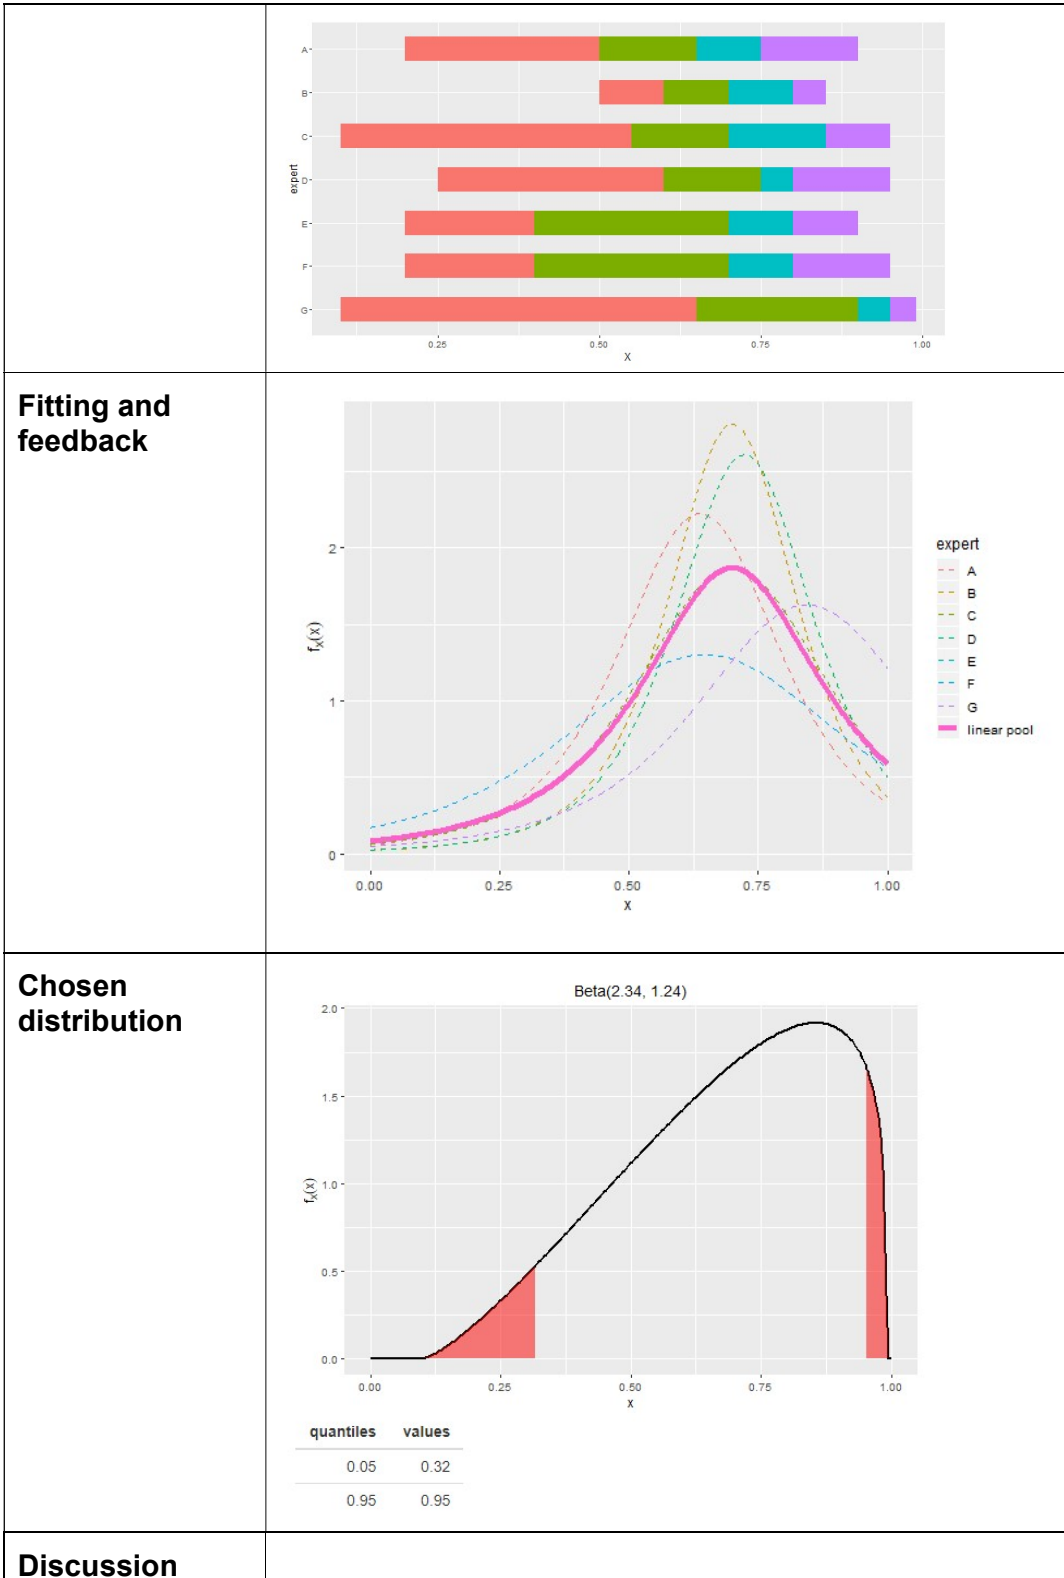 A
B
C
expert
D
E
F
G
0.25 0.50 0.75 1.00
X
Fitting and
feedback
2
1
0
fX(x)
0.00 0.25 0.50 0.75 1.00
x
expert
A
B
C
D
E
F
G
linear pool
Chosen
distribution
Beta(2.34, 1.24)
2.0
1.5
1.0
0.5
0.0
fX(x)
0.00 0.25 0.50 0.75 1.00
x
quantiles values
0.05 0.32
0.95 0.95
Discussion